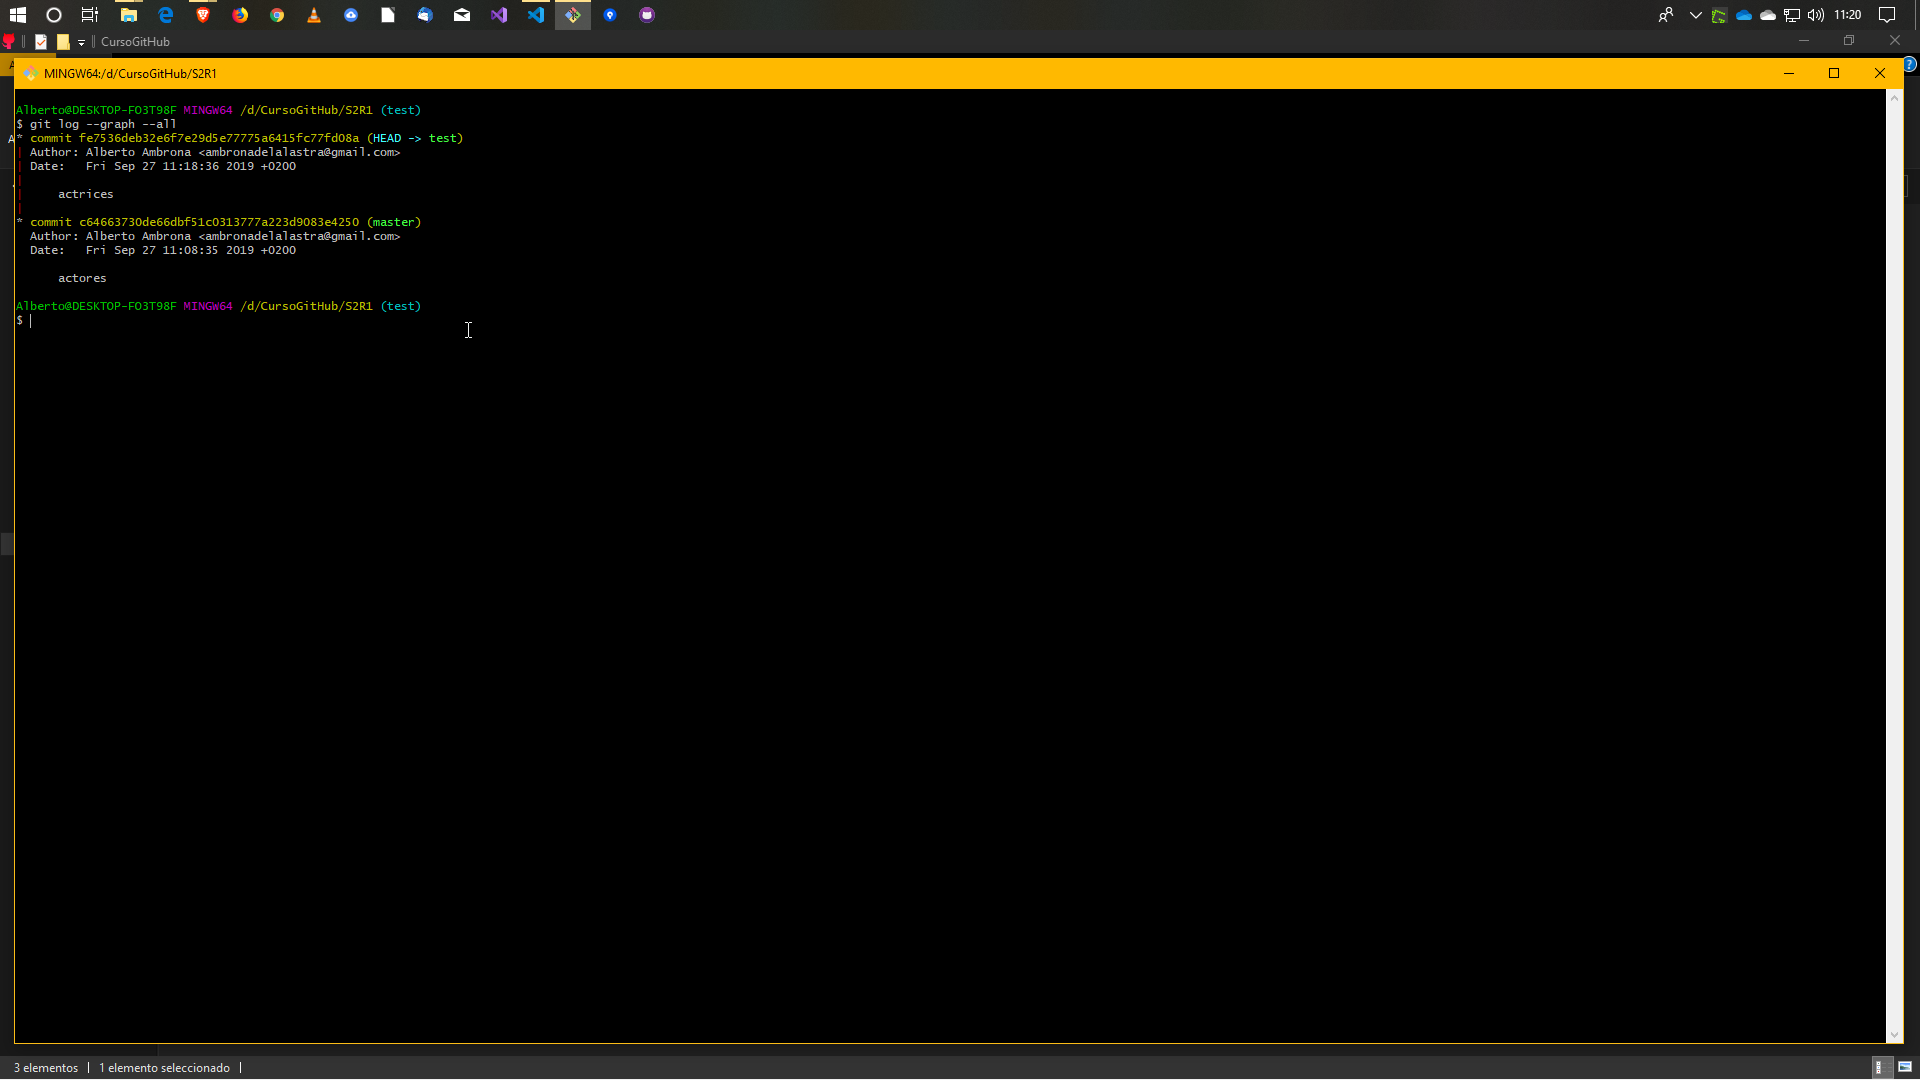 11:20
CursoGitHub
MINGW64:/d/CursoGitHub/S2R1
Alberto@DESKTOP-FO3T98F MINGW64 /d/CursoGitHub/S2R1 (test)
$ git log --graph --all
* commit fe7536deb32e6f7e29d5e77775a6415fc77fd08a (HEAD -> test)
| Author: Alberto Ambrona <ambronadelalastra@gmail.com>
| Date:   Fri Sep 27 11:18:36 2019 +0200
|
|     actrices
|
* commit c64663730de66dbf51c0313777a223d9083e4250 (master)
  Author: Alberto Ambrona <ambronadelalastra@gmail.com>
  Date:   Fri Sep 27 11:08:35 2019 +0200
      actores
Alberto@DESKTOP-FO3T98F MINGW64 /d/CursoGitHub/S2R1 (test)
$
3 elementos | 1 elemento seleccionado |